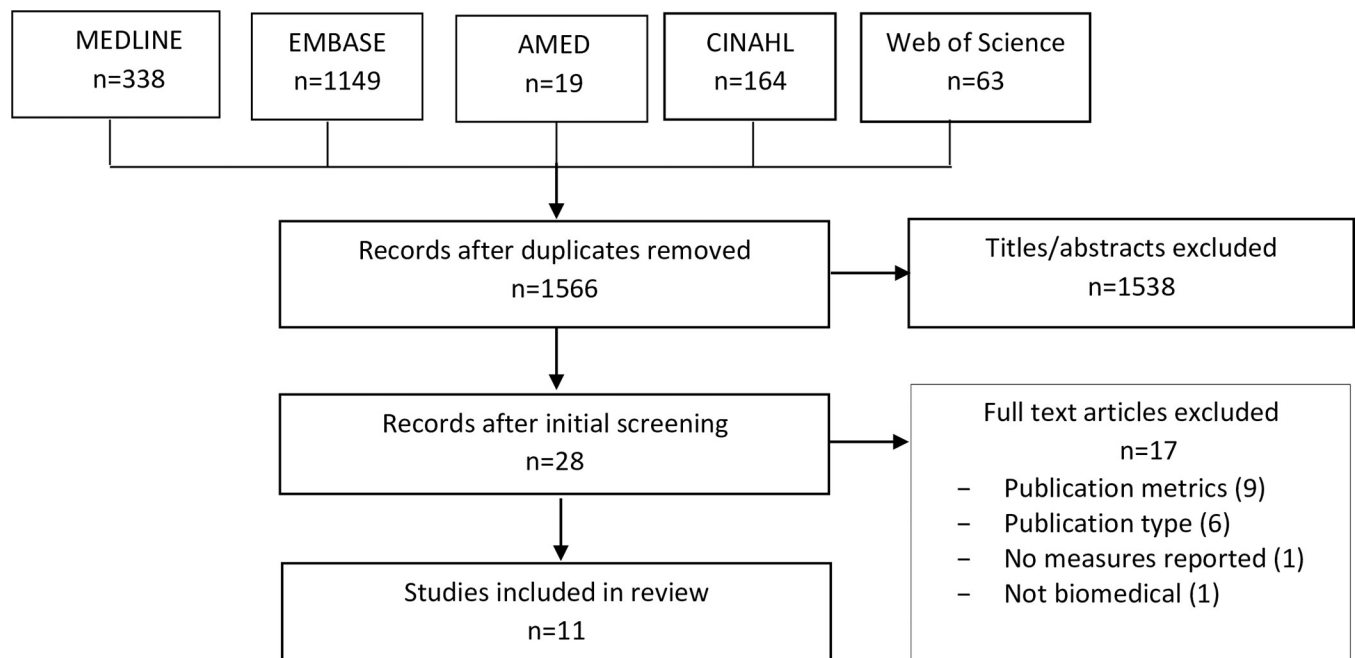 MEDLINE
n=338
EMBASE
n=1149
AMED
n=19
CINAHL
n=164
Web of Science
n=63
Records after duplicates removed
n=1566
Titles/abstracts excluded
n=1538
Records after initial screening
n=28
Full text articles excluded
n=17
– Publication metrics (9)
– Publication type (6)
– No measures reported (1)
– Not biomedical (1)
Studies included in review
n=11